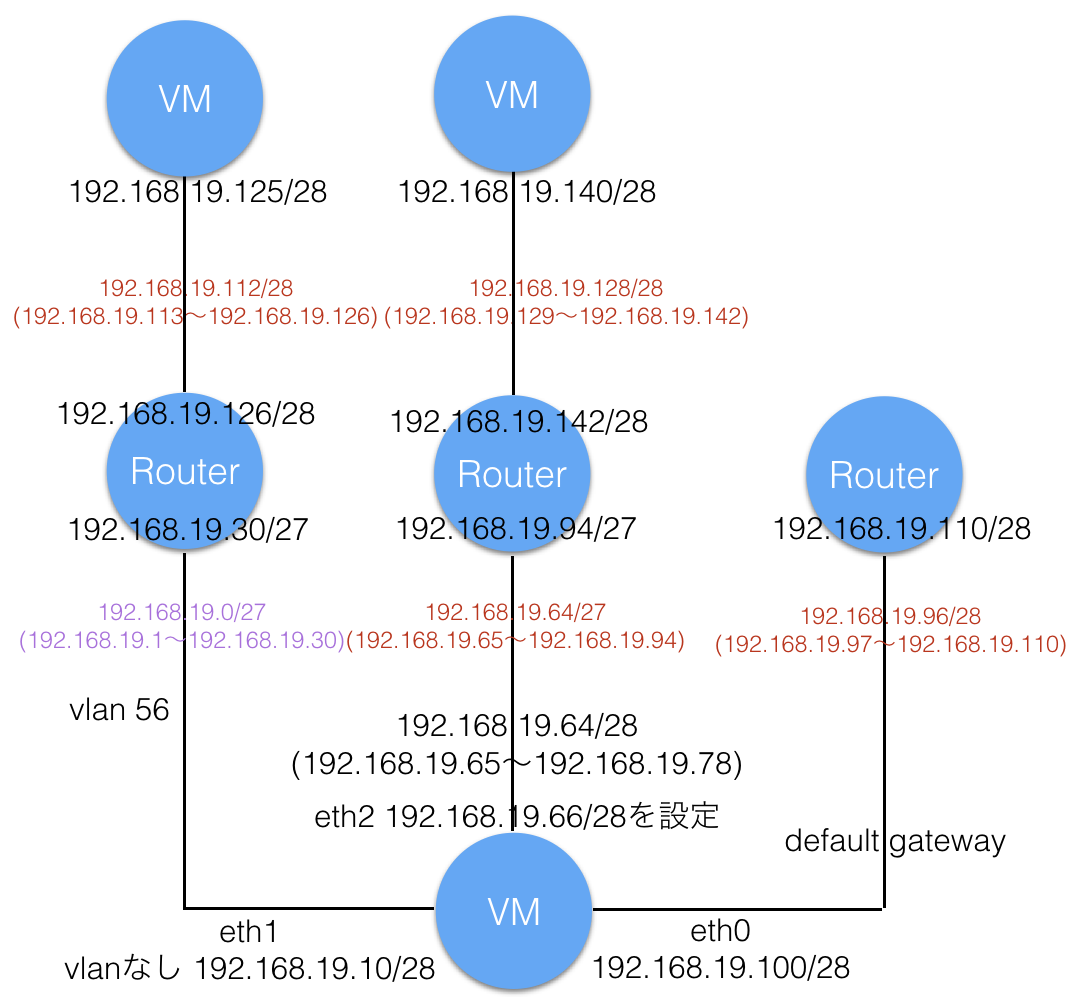 VM
VM
192.168.19.125/28
192.168.19.140/28
192.168.19.112/28
(192.168.19.113～192.168.19.126)
192.168.19.128/28
(192.168.19.129～192.168.19.142)
192.168.19.126/28
192.168.19.142/28
Router
Router
Router
192.168.19.30/27
192.168.19.94/27
192.168.19.110/28
192.168.19.0/27
(192.168.19.1～192.168.19.30)
192.168.19.64/27
(192.168.19.65～192.168.19.94)
192.168.19.96/28
(192.168.19.97～192.168.19.110)
vlan 56
192.168.19.64/28
(192.168.19.65～192.168.19.78)
eth2 192.168.19.66/28を設定
default gateway
VM
eth1
vlanなし 192.168.19.10/28
eth0
192.168.19.100/28